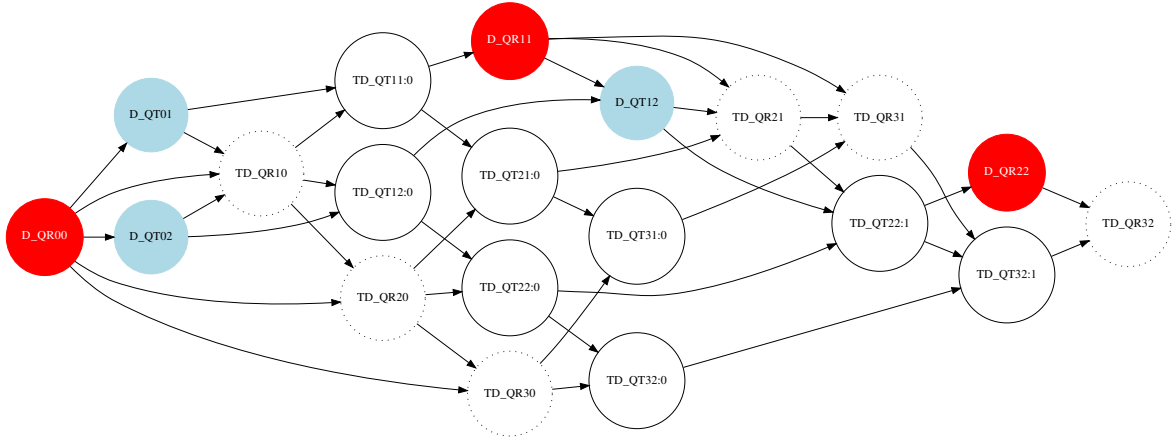 D_QR11
TD_QT11:0
D_QT01
D_QT12
TD_QR21
TD_QR31
TD_QR10
D_QR22
TD_QT12:0
TD_QT21:0
TD_QT22:1
TD_QR32
D_QR00
D_QT02
TD_QT31:0
TD_QT32:1
TD_QR20
TD_QT22:0
TD_QT32:0
TD_QR30